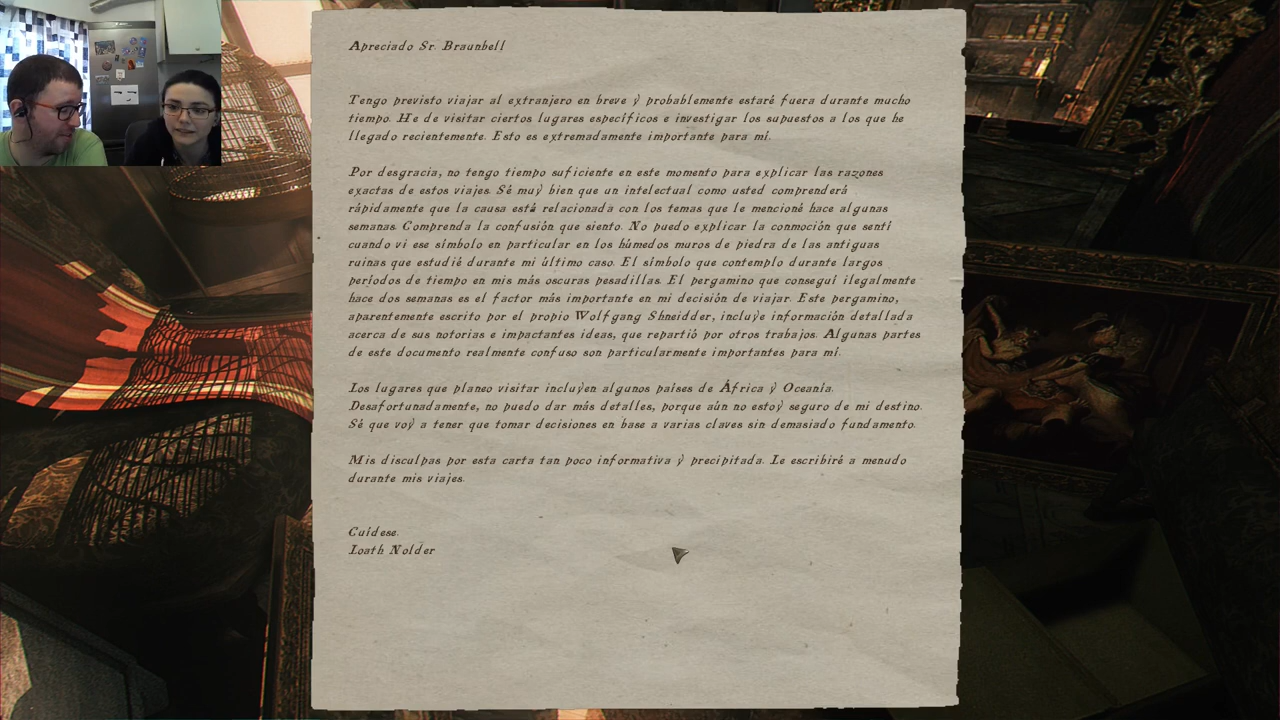 Apreciado Sr. Braunbell
Tengo previsto viajar al extranjero en breve y probablemente estaré fuera durante mucho
tiempo. He de visitar ciertos lugares específicos e investigar los supuestos a los que he
llegado recientemente. Esto es extremadamente importante para mí.
Por desgracia, no tengo tiempo suficiente en este momento para explicar las razones
exactas de estos viajes. Sé muy bien que un intelectual como usted comprenderá
rápidamente que la causa está relacionada con los temas que le mencioné hace algunas
semanas. Comprenda la confusión que siento. No puedo explicar la conmoción que sentí
cuando vi ese símbolo en particular en los húmedos muros de piedra de las antiguas
ruinas que estudié durante mi último caso. El símbolo que contemplo durante largos
períodos de tiempo en mis más oscuras pesadillas. El pergamino que conseguí ilegalmente
hace dos semanas es el factor más importante en mi decisión de viajar. Este pergamino,
aparentemente escrito por el propio Wolfgang Shneidder, incluye información detallada
acerca de sus notorias e impactantes ideas, que repartió por otros trabajos. Algunas partes
de este documento realmente confuso son particularmente importantes para mí.
Los lugares que planeo visitar incluyen algunos países de África y Oceanía.
Desafortunadamente, no puedo dar más detalles, porque aún no estoy seguro de mi destino.
Sé que voy a tener que tomar decisiones en base a varias claves sin demasiado fundamento.
Mis disculpas por esta carta tan poco informativa y precipitada. Le escribiré a menudo
durante mis viajes.
Cuídese.
Loath Nolder